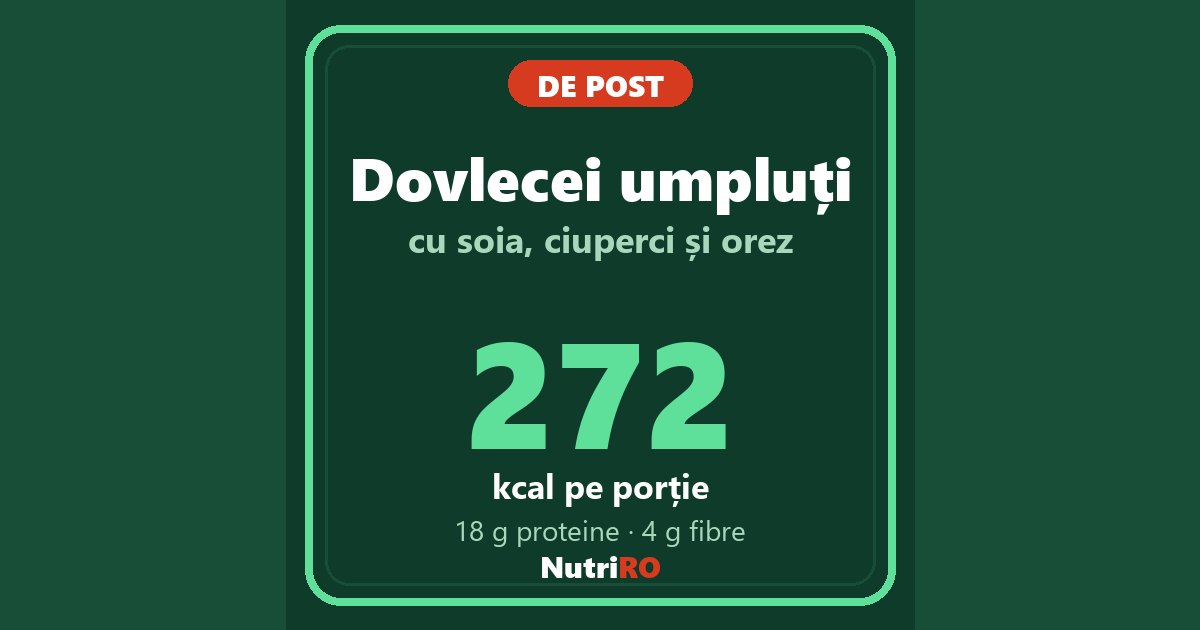 DE POST
Dovlecei umpluți
cu soia, ciuperci și orez
272
kcal pe porție
18 g proteine · 4 g fibre
NutriRO